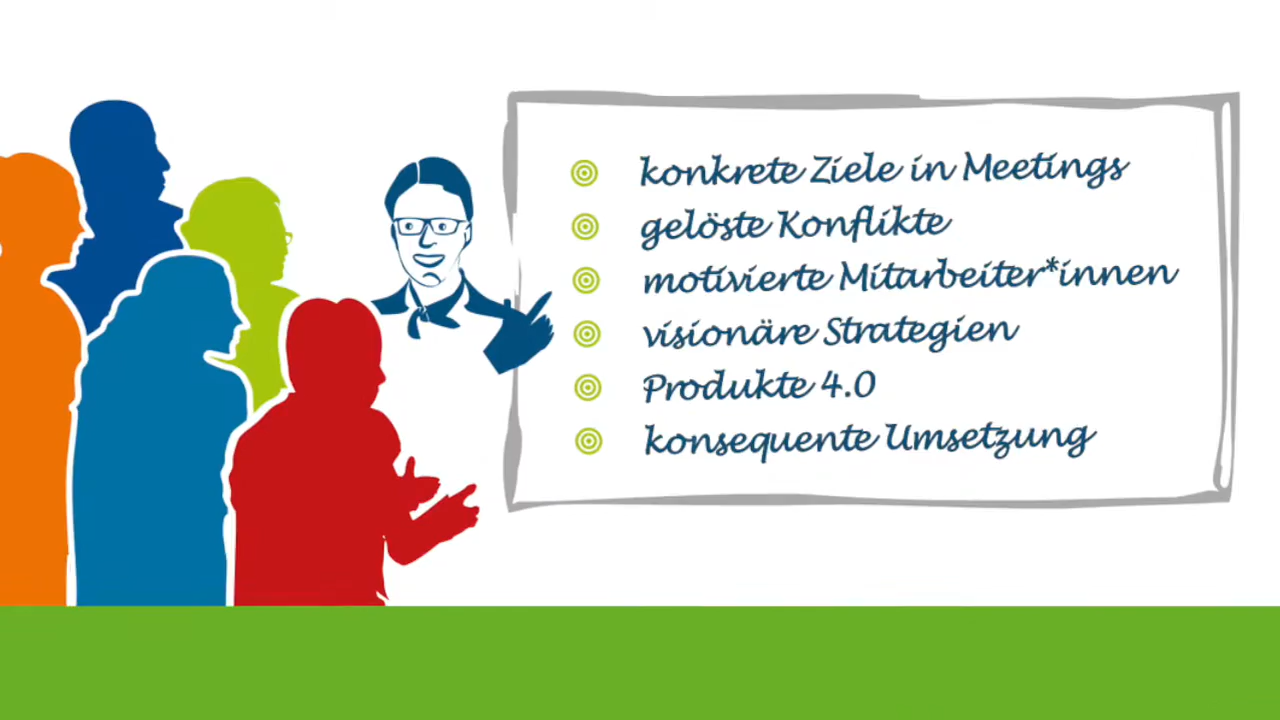 konkrete Ziele in Meetings
gelöste Konflikte
motivierte Mitarbeiter*innen
visionäre Strategien
Produkte 4.0
konsequente Umsetzung